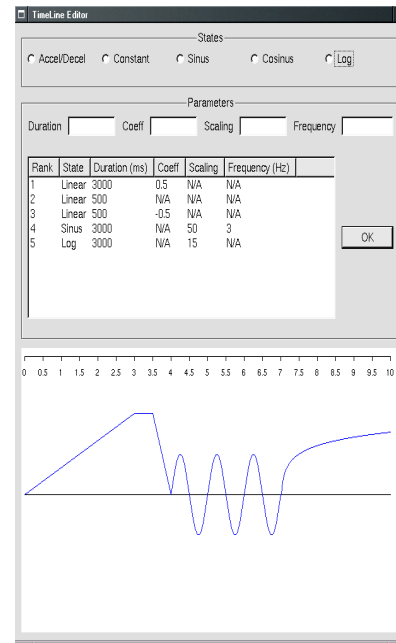 TimeLine Editor
States
Accel/Decel Constant Sinus Cosinus Log
Parameters
Duration Coeff Scaling Frequency
Rank State Duration (ms) Coeff Scaling Frequency (Hz)
1 Linear 3000 0.5 N/A N/A
2 Linear 500 N/A N/A N/A
3 Linear 500 -0.5 N/A N/A
4 Sinus 3000 N/A 50 3
5 Log 3000 N/A 15 N/A
OK
0 0.5 1 1.5 2 2.5 3 3.5 4 4.5 5 5.5 6 6.5 7 7.5 8 8.5 9 9.5 10